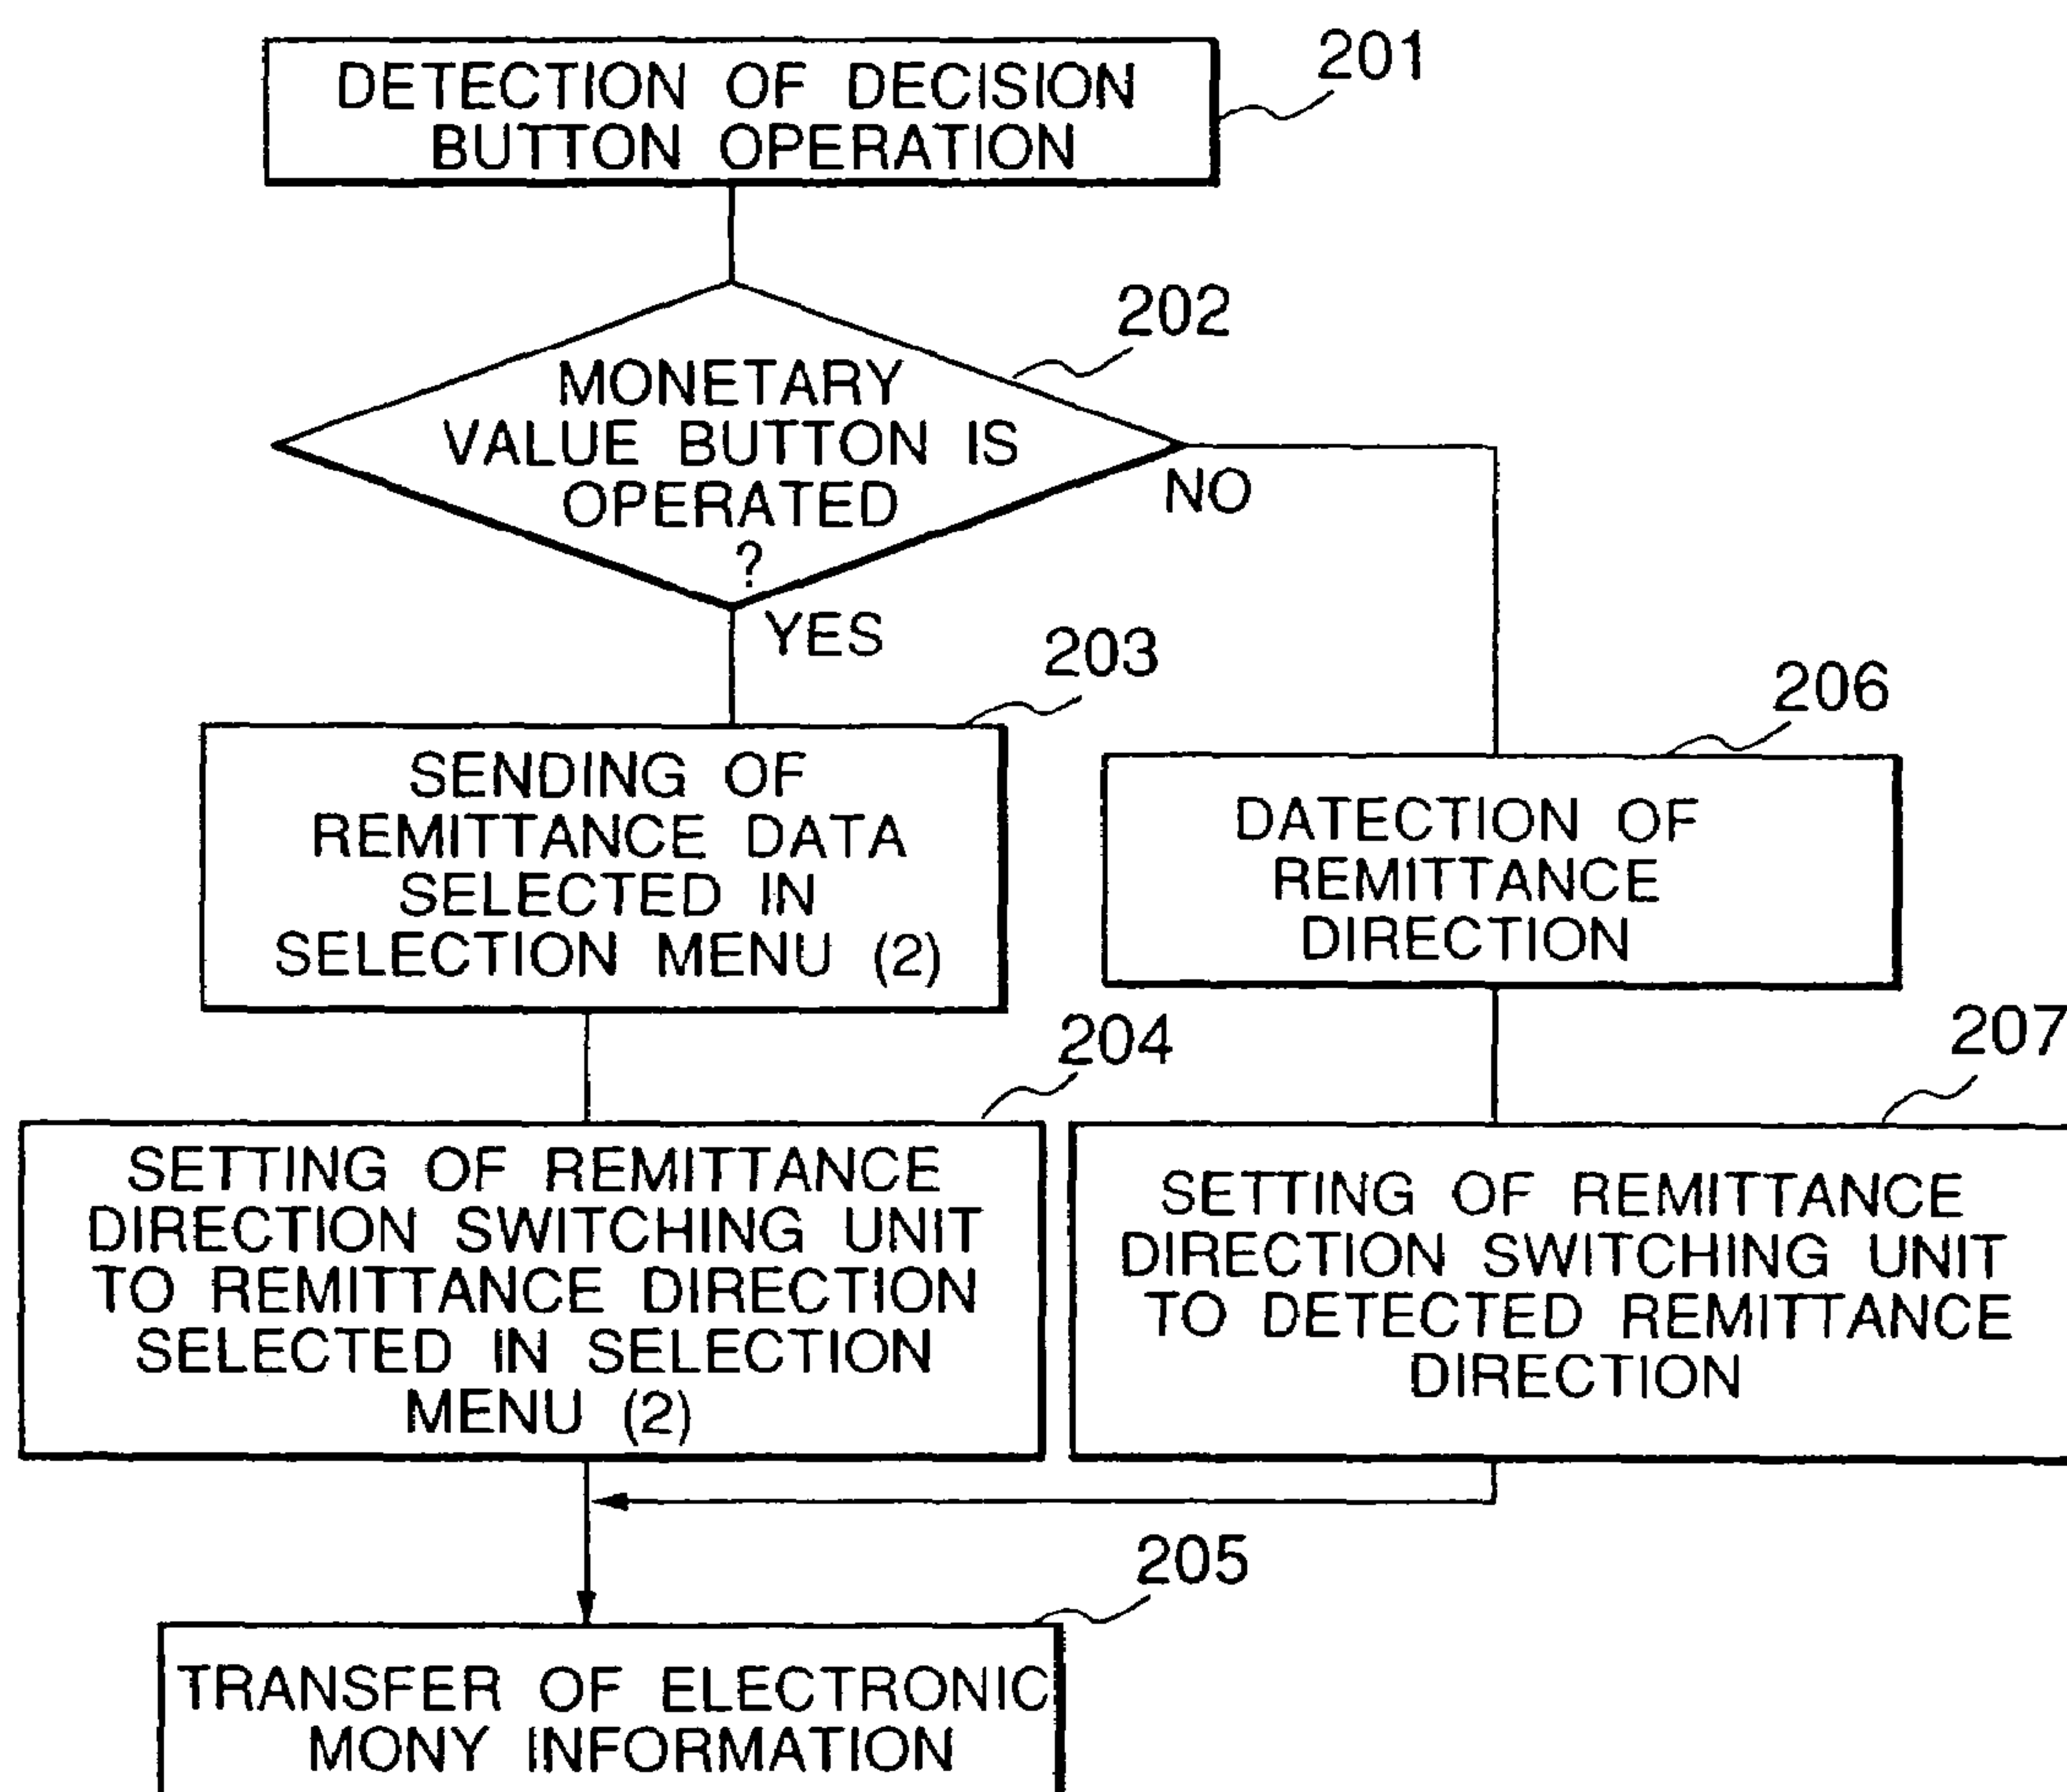 201
DETECTION OF DECISION
BUTTON OPERATION
202
MONETARY
VALUE BUTTON IS
OPERATED
?
NO
YES
203
SENDING OF
REMITTANCE DATA
SELECTED IN
SELECTION MENU (2)
206
DATECTION OF
REMITTANCE
DIRECTION
204
SETTING OF REMITTANCE
DIRECTION SWITCHING UNIT
TO REMITTANCE DIRECTION
SELECTED IN SELECTION
MENU (2)
207
SETTING OF REMITTANCE
DIRECTION SWITCHING UNIT
TO DETECTED REMITTANCE
DIRECTION
205
TRANSFER OF ELECTRONIC
MONY INFORMATION